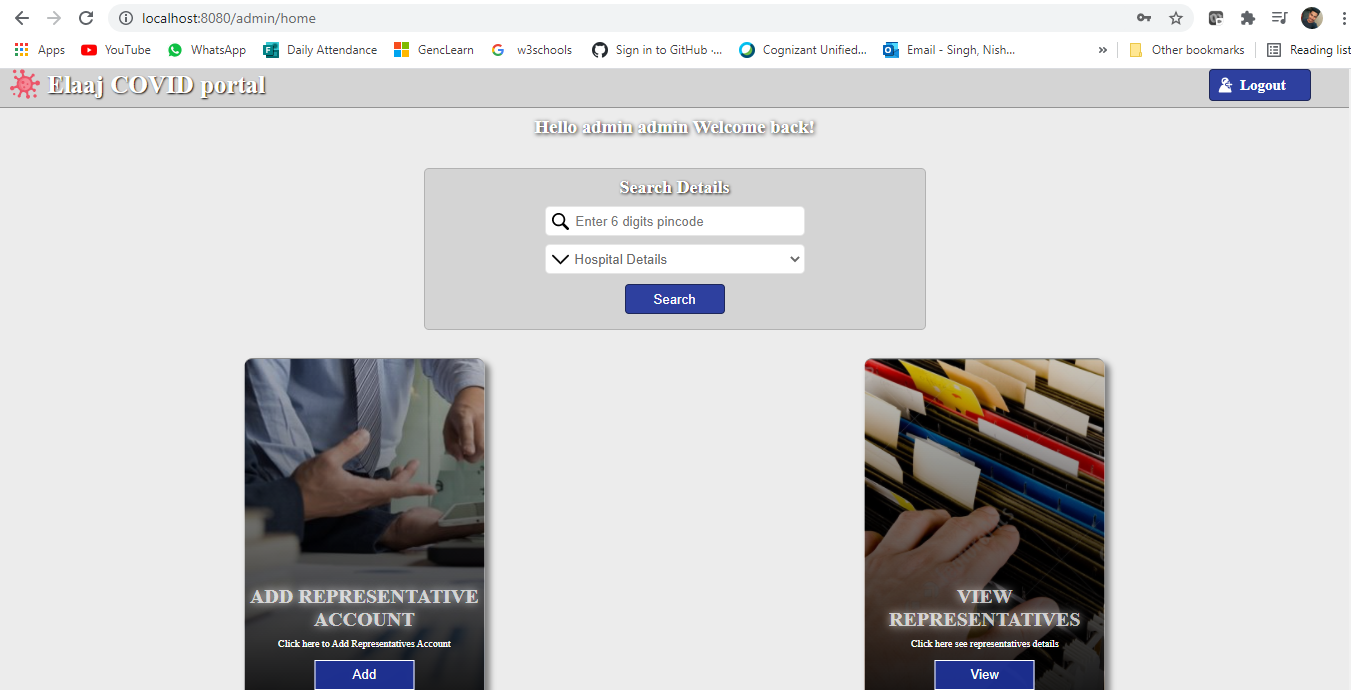 localhost:8080/admin/home
Apps YouTube WhatsApp Daily Attendance GencLearn w3schools Sign in to GitHub ·... Cognizant Unified... Email - Singh, Nish... » Other bookmarks Reading list
Elaaj COVID portal
Logout
Hello admin admin Welcome back!
Search Details
Enter 6 digits pincode
Hospital Details
Search
ADD REPRESENTATIVE
ACCOUNT
Click here to Add Representatives Account
Add
VIEW
REPRESENTATIVES
Click here see representatives details
View